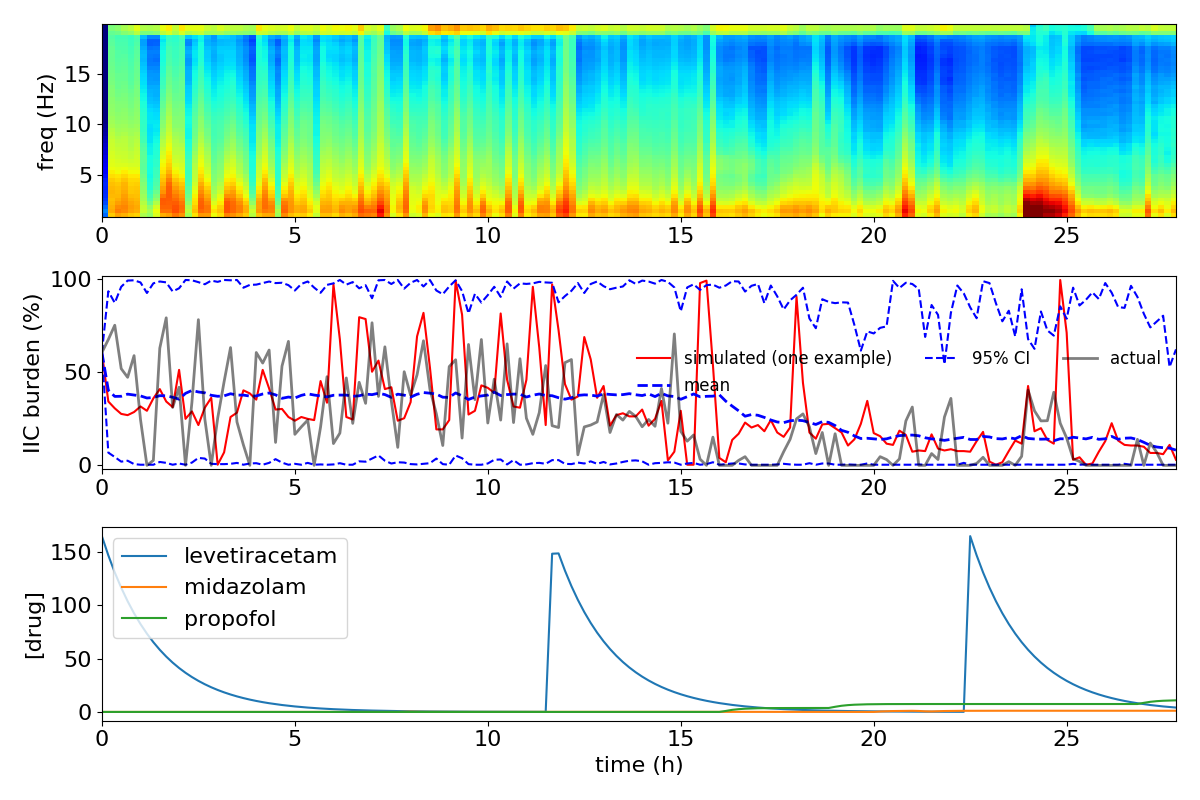 freq (Hz)
15
10
5
0 5 10 15 20 25
IIC burden (%)
100
50
0
simulated (one example) 95% CI actual
mean
0 5 10 15 20 25
[drug]
150
100
50
0
levetiracetam
midazolam
propofol
0 5 10 15 20 25
time (h)